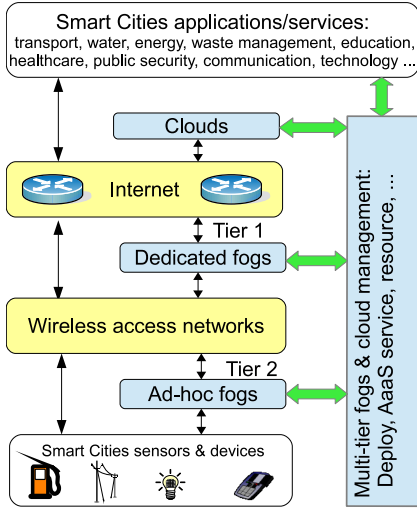 Smart Cities applications/services:
transport, water, energy, waste management, education,
healthcare, public security, communication, technology ...
Clouds
Internet
Tier 1
Dedicated fogs
Wireless access networks
Tier 2
Ad-hoc fogs
Smart Cities sensors & devices
Multi-tier fogs & cloud management:
Deploy, AaaS service, resource, ...